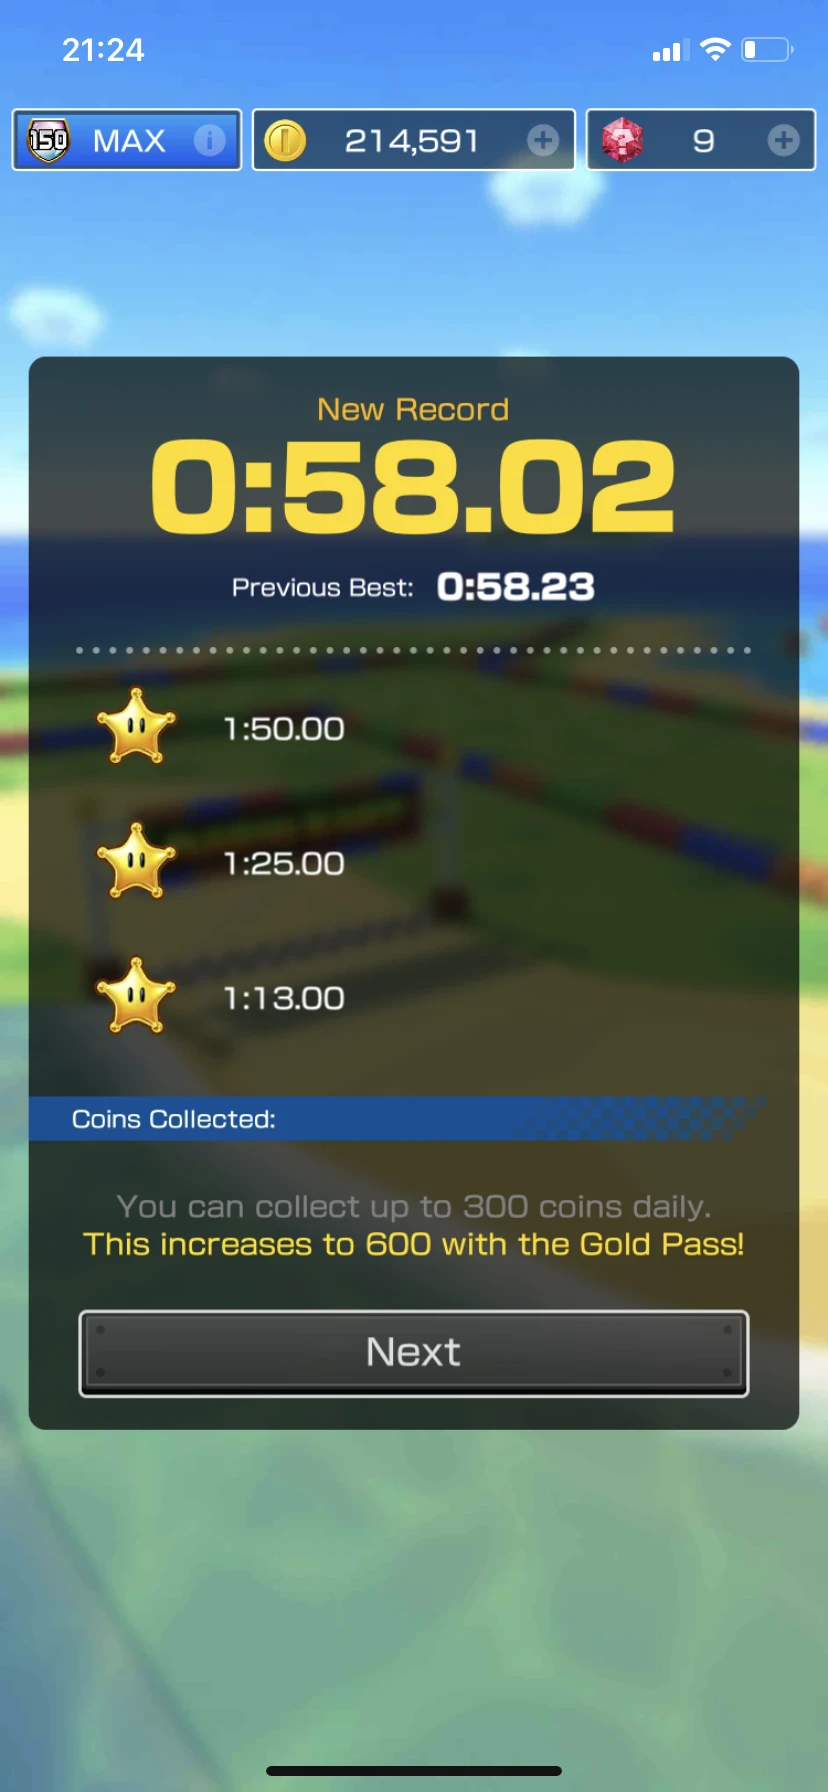 21:24
150 MAX i 214,591 + 9 +
New Record
0:58.02
Previous Best: 0:58.23
1:50.00
1:25.00
1:13.00
Coins Collected:
You can collect up to 300 coins daily.
This increases to 600 with the Gold Pass!
Next